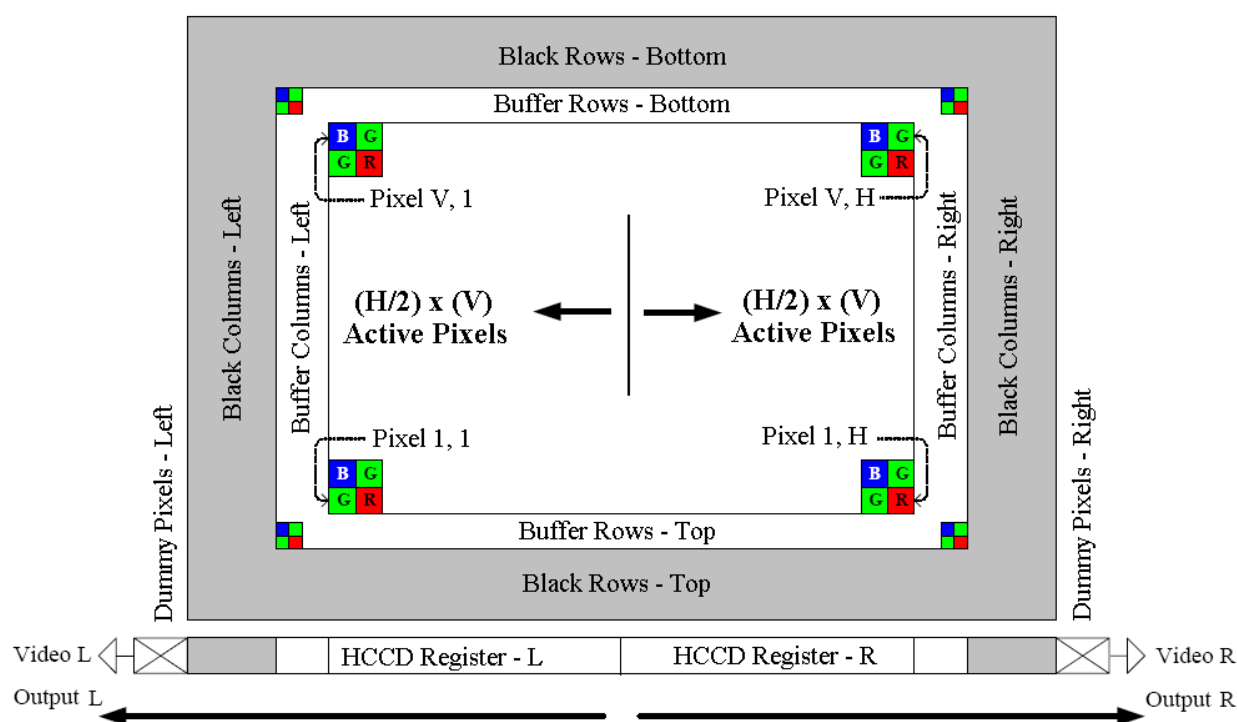 Black Rows - Bottom
Buffer Rows - Bottom
B G
G R
B G
G R
Pixel V, 1
Pixel V, H
Black Columns - Left
Buffer Columns - Left
Buffer Columns - Right
Black Columns - Right
(H/2) x (V)
Active Pixels
(H/2) x (V)
Active Pixels
Dummy Pixels - Left
Dummy Pixels - Right
Pixel 1, 1
Pixel 1, H
B G
G R
B G
G R
Buffer Rows - Top
Black Rows - Top
Video L
HCCD Register - L
HCCD Register - R
Video R
Output L
Output R